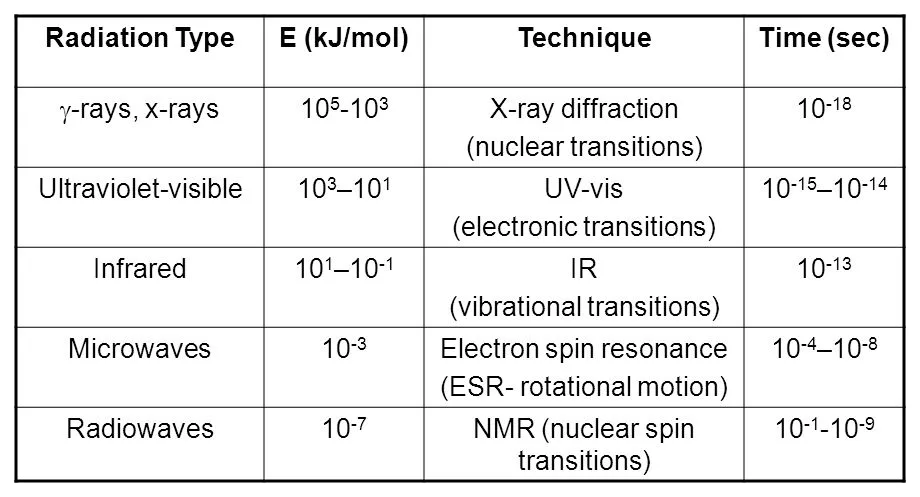 Radiation Type E (kJ/mol) Technique Time (sec)
γ-rays, x-rays 10⁵-10³ X-ray diffraction 10⁻¹⁸
(nuclear transitions)
Ultraviolet-visible 10³–10¹ UV-vis 10⁻¹⁵–10⁻¹⁴
(electronic transitions)
Infrared 10¹–10⁻¹ IR 10⁻¹³
(vibrational transitions)
Microwaves 10⁻³ Electron spin resonance 10⁻⁴–10⁻⁸
(ESR- rotational motion)
Radiowaves 10⁻⁷ NMR (nuclear spin 10⁻¹-10⁻⁹
transitions)